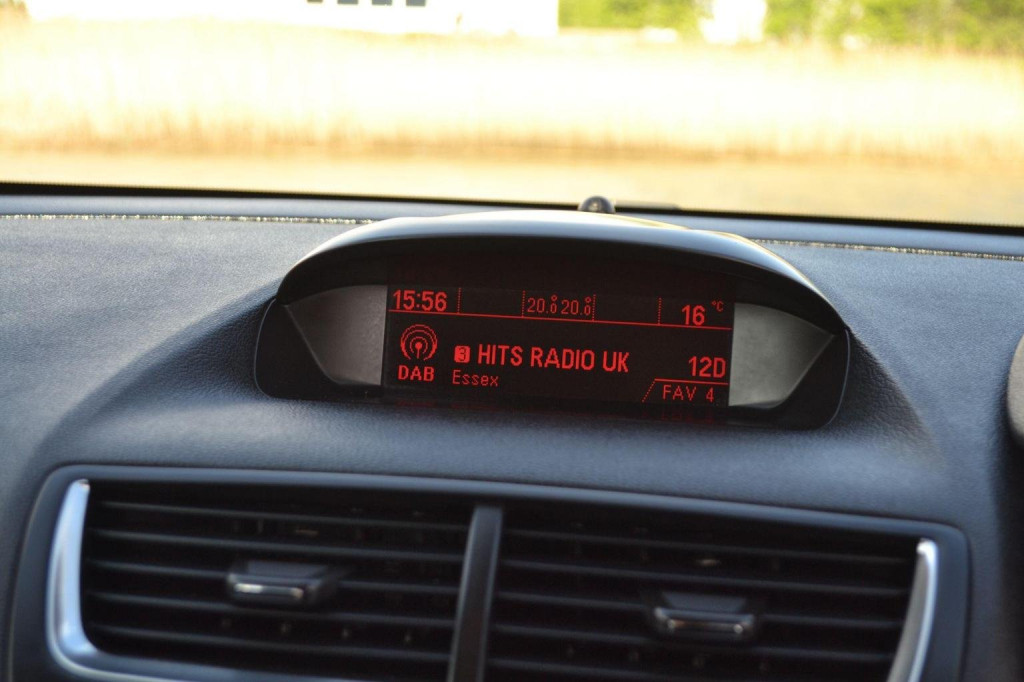 15:56 20.0 20.0 16 °C
3 HITS RADIO UK 12D
DAB Essex FAV 4